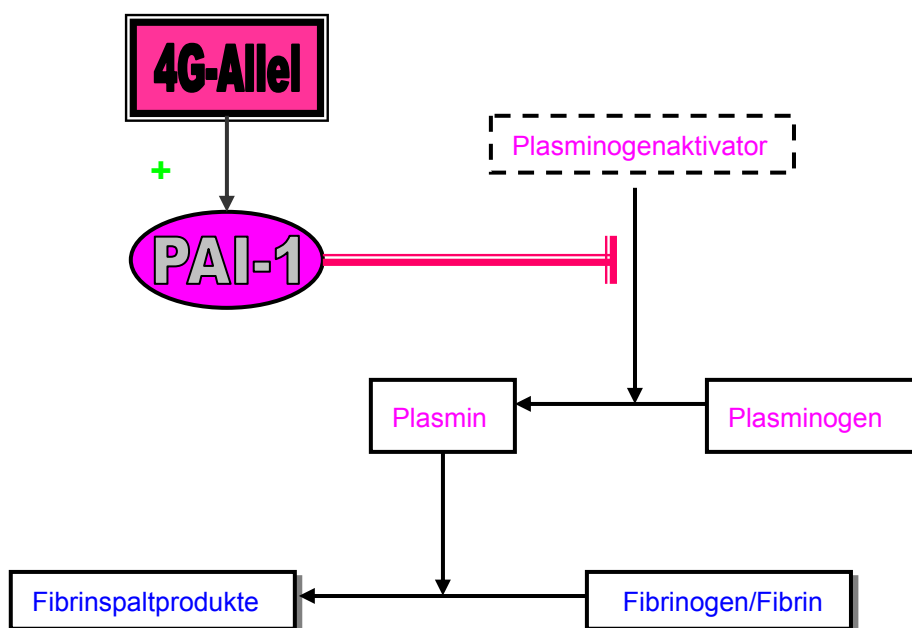 4G-Allel
Plasminogenaktivator
+
PAI-1
Plasmin
Plasminogen
Fibrinspaltprodukte
Fibrinogen/Fibrin